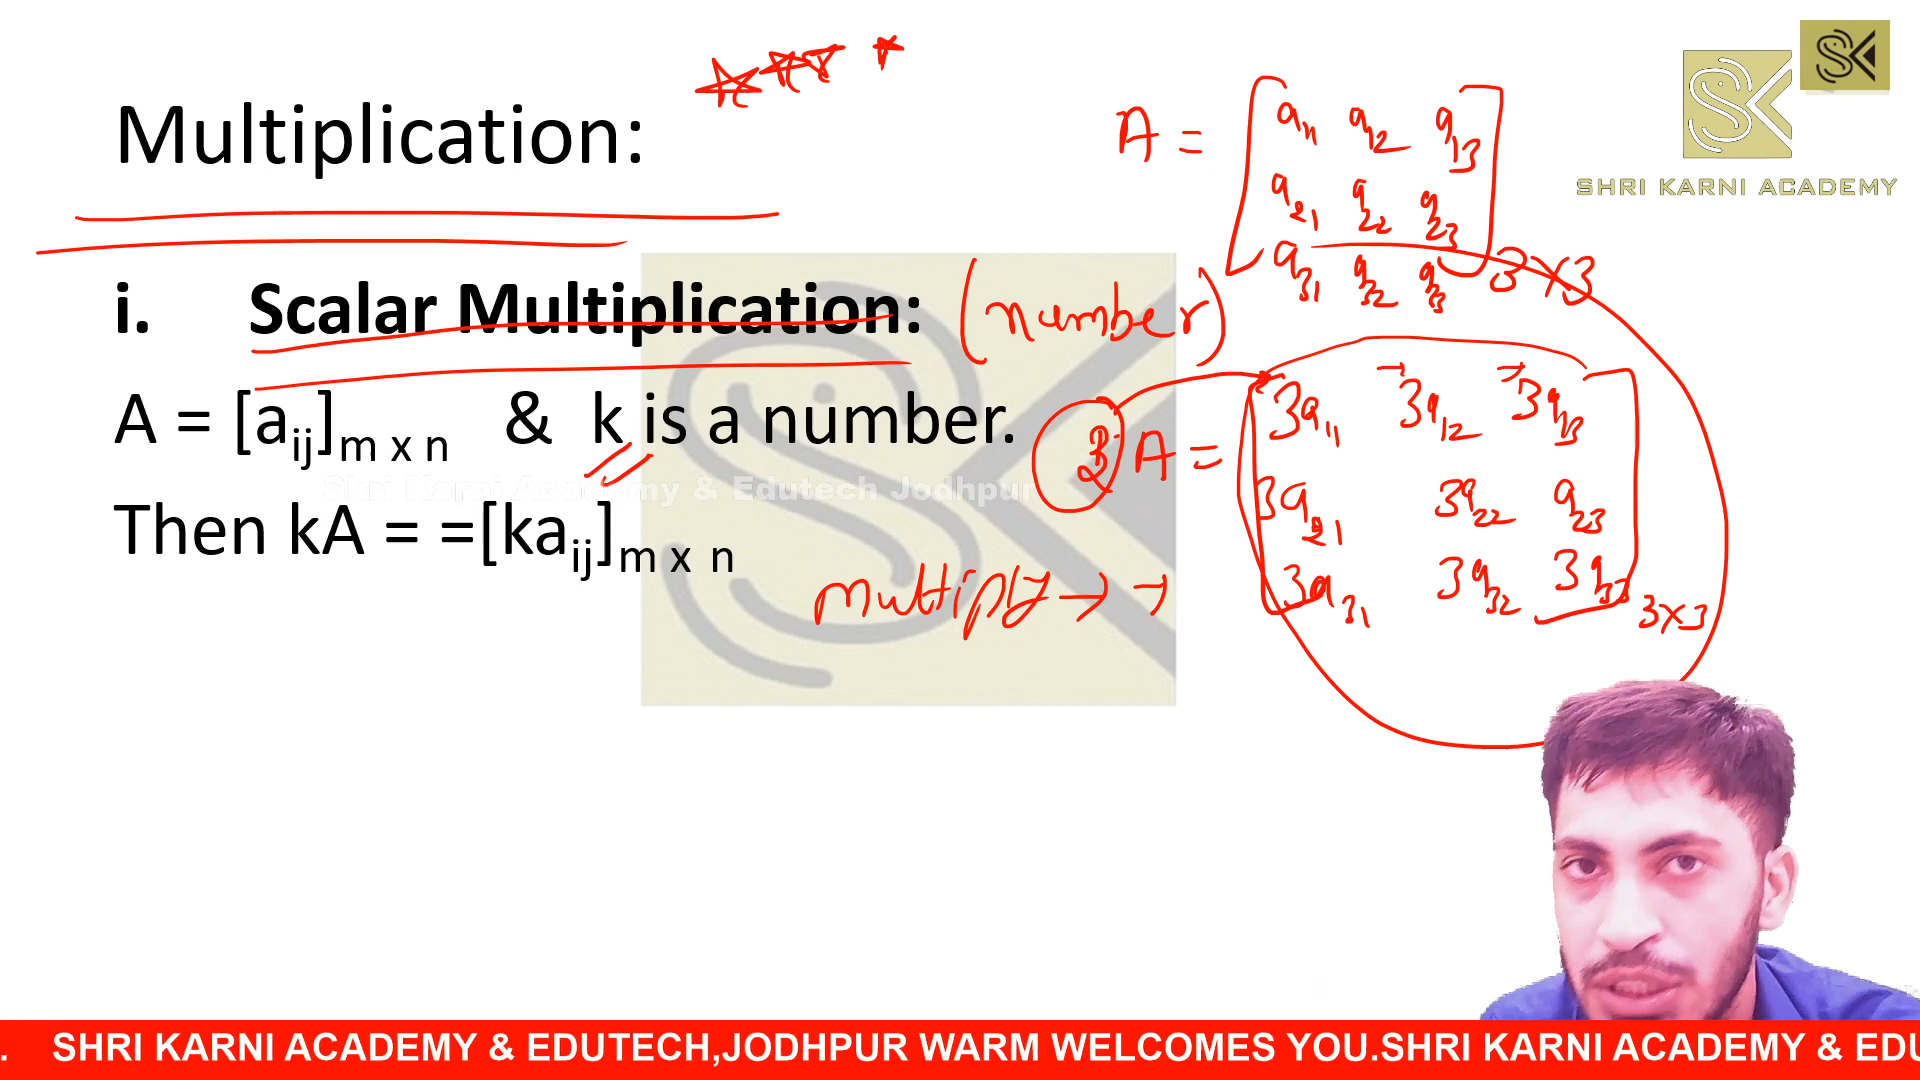 Multiplication:
SHRI KARNI ACADEMY
A = [a11 a12 a13
a21 a22 a23
a31 a32 a33] 3×3
i. Scalar Multiplication: (number)
A = [aij]m x n & k is a number.
Shri Karni Academy & Edutech Jodhpur
Then kA = =[kaij]m x n
3A = [3a11 3a12 3a13
3a21 3a22 a23
3a31 3a32 3a33] 3×3
multiply → →
. SHRI KARNI ACADEMY & EDUTECH,JODHPUR WARM WELCOMES YOU.SHRI KARNI ACADEMY & EDU